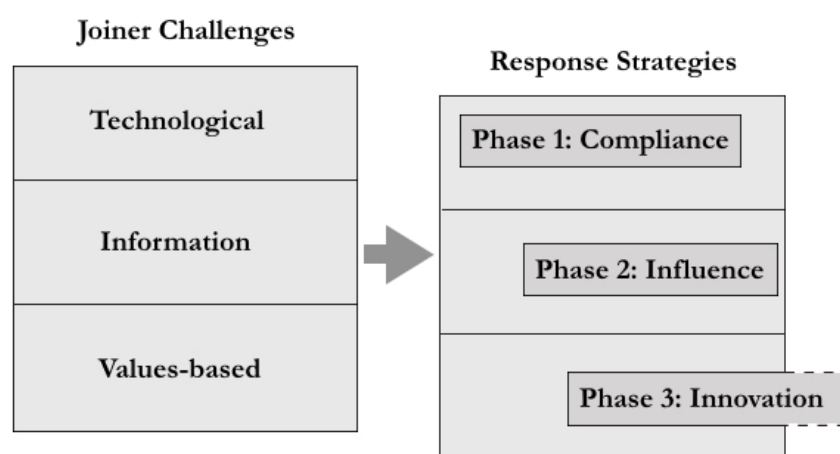 Joiner Challenges
Technological
Information
Values-based
Response Strategies
Phase 1: Compliance
Phase 2: Influence
Phase 3: Innovation